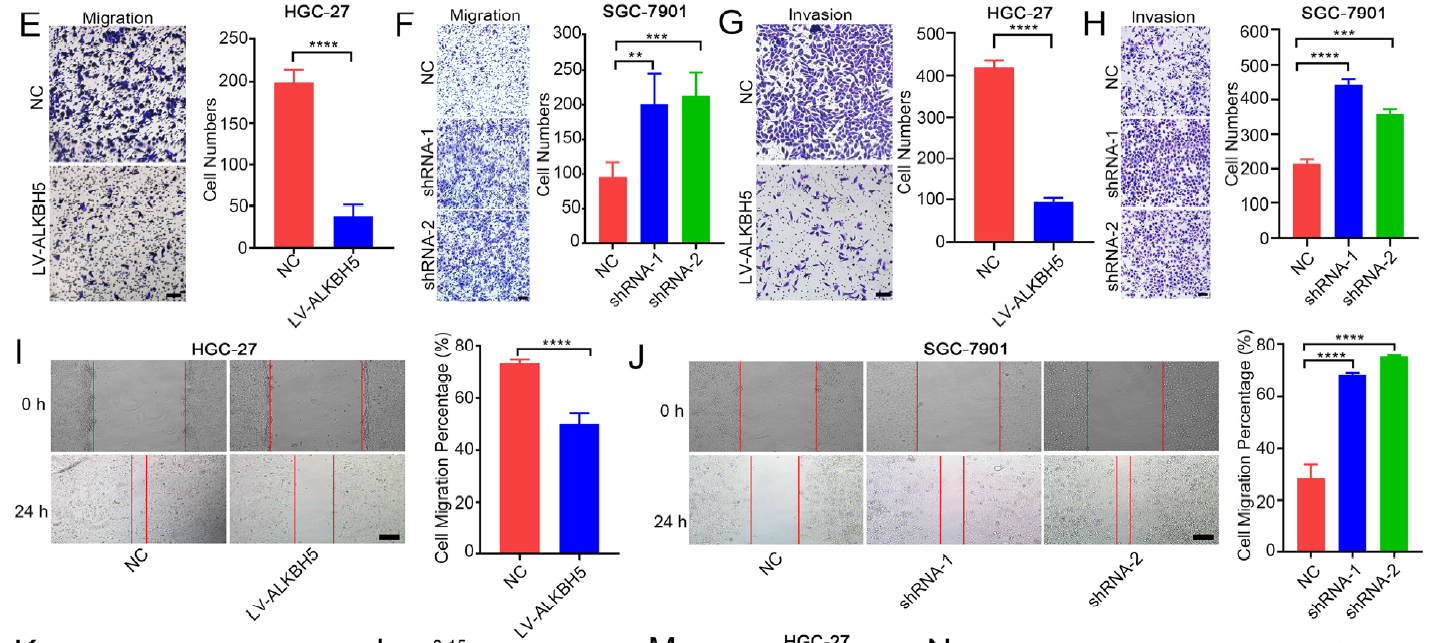 E
Migration
NC
LV-ALKBH5
HGC-27
****
Cell Numbers
250
200
150
100
50
0
NC
LV-ALKBH5
F
Migration
NC
shRNA-1
shRNA-2
SGC-7901
***
**
Cell Numbers
300
250
200
150
100
50
0
NC
shRNA-1
shRNA-2
G
Invasion
NC
LV-ALKBH5
HGC-27
****
Cell Numbers
500
400
300
200
100
0
NC
LV-ALKBH5
H
Invasion
NC
shRNA-1
shRNA-2
SGC-7901
***
****
Cell Numbers
600
500
400
300
200
100
0
NC
shRNA-1
shRNA-2
I
HGC-27
0 h
24 h
NC
LV-ALKBH5
****
Cell Migration Percentage (%)
80
60
40
20
0
NC
LV-ALKBH5
J
SGC-7901
0 h
24 h
NC
shRNA-1
shRNA-2
****
****
Cell Migration Percentage (%)
80
60
40
20
0
NC
shRNA-1
shRNA-2
HGC-27